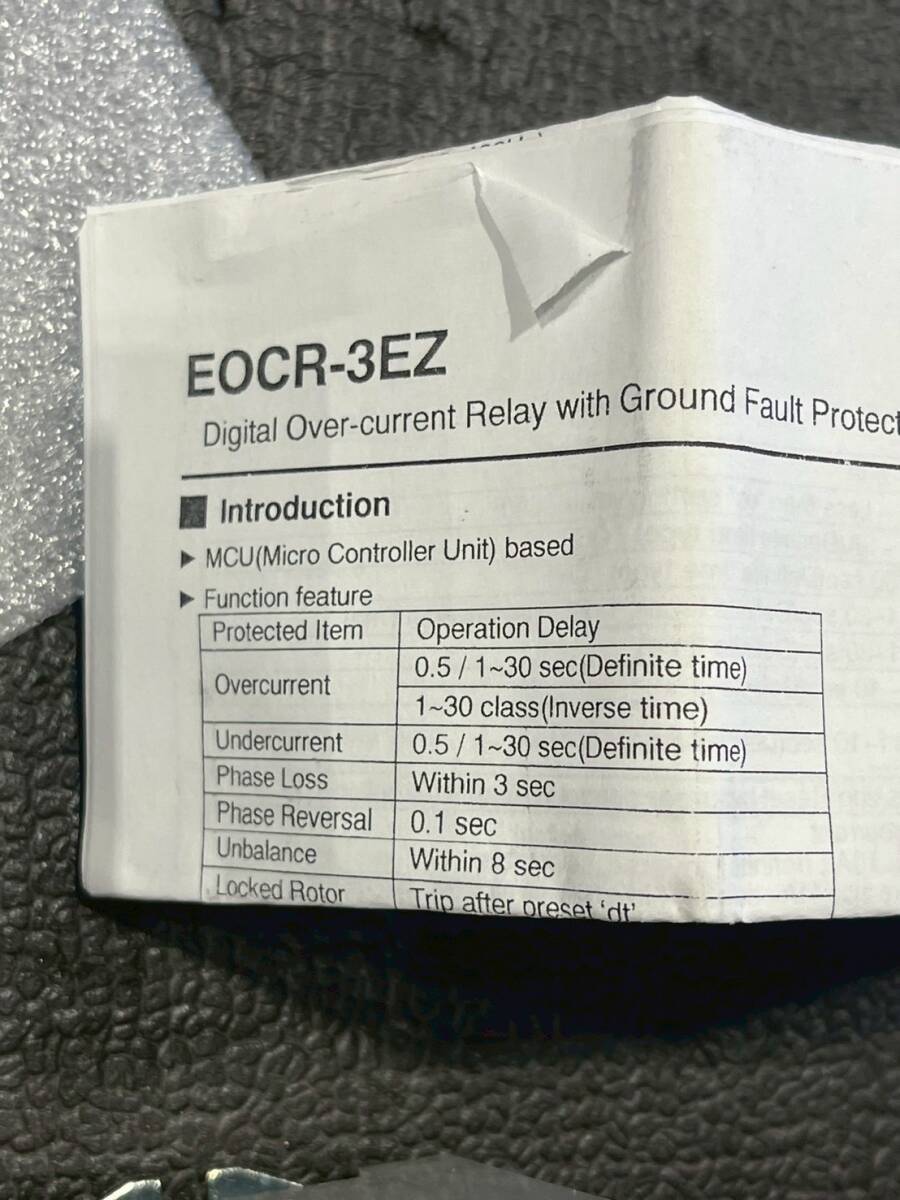 EOCR-3EZ
Digital Over-current Relay with Ground Fault Protect
■ Introduction
▶ MCU(Micro Controller Unit) based
▶ Function feature
Protected Item Operation Delay
Overcurrent 0.5 / 1~30 sec(Definite time)
1~30 class(Inverse time)
Undercurrent 0.5 / 1~30 sec(Definite time)
Phase Loss Within 3 sec
Phase Reversal 0.1 sec
Unbalance Within 8 sec
Locked Rotor Trip after preset ‘dt’